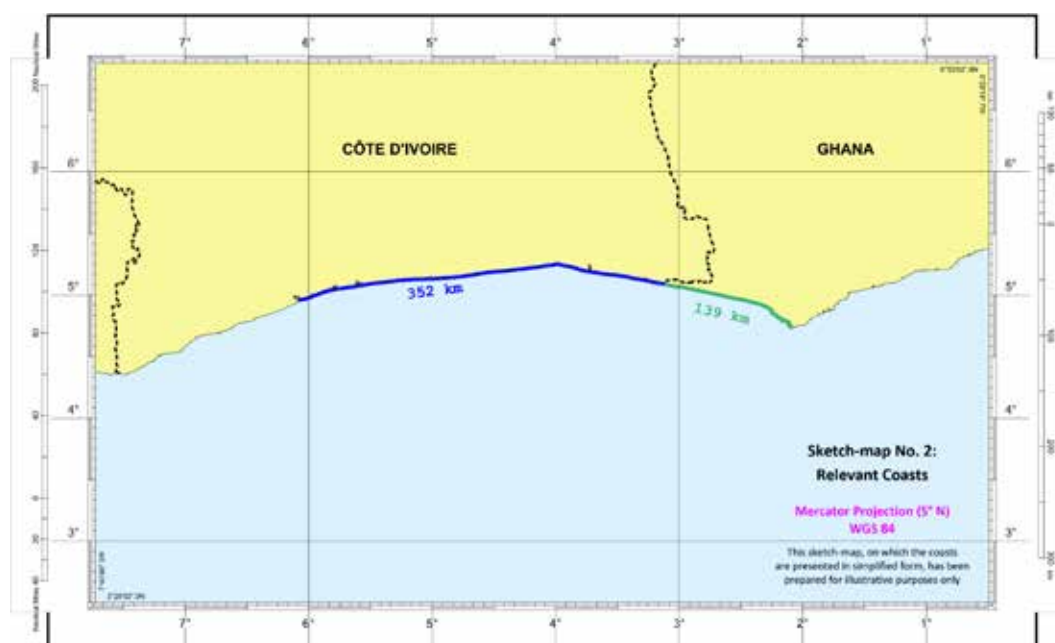 7° 6° 5° 4° 3° 2° 1°
CÔTE D'IVOIRE
GHANA
6° 6°
5° 5°
352 km
139 km
4° 4°
Sketch-map No. 2:
Relevant Coasts
Mercator Projection (5° N)
WGS 84
3° 3°
This sketch-map, on which the coasts
are presented in simplified form, has been
prepared for illustrative purposes only
7° 6° 5° 4° 3° 2° 1°